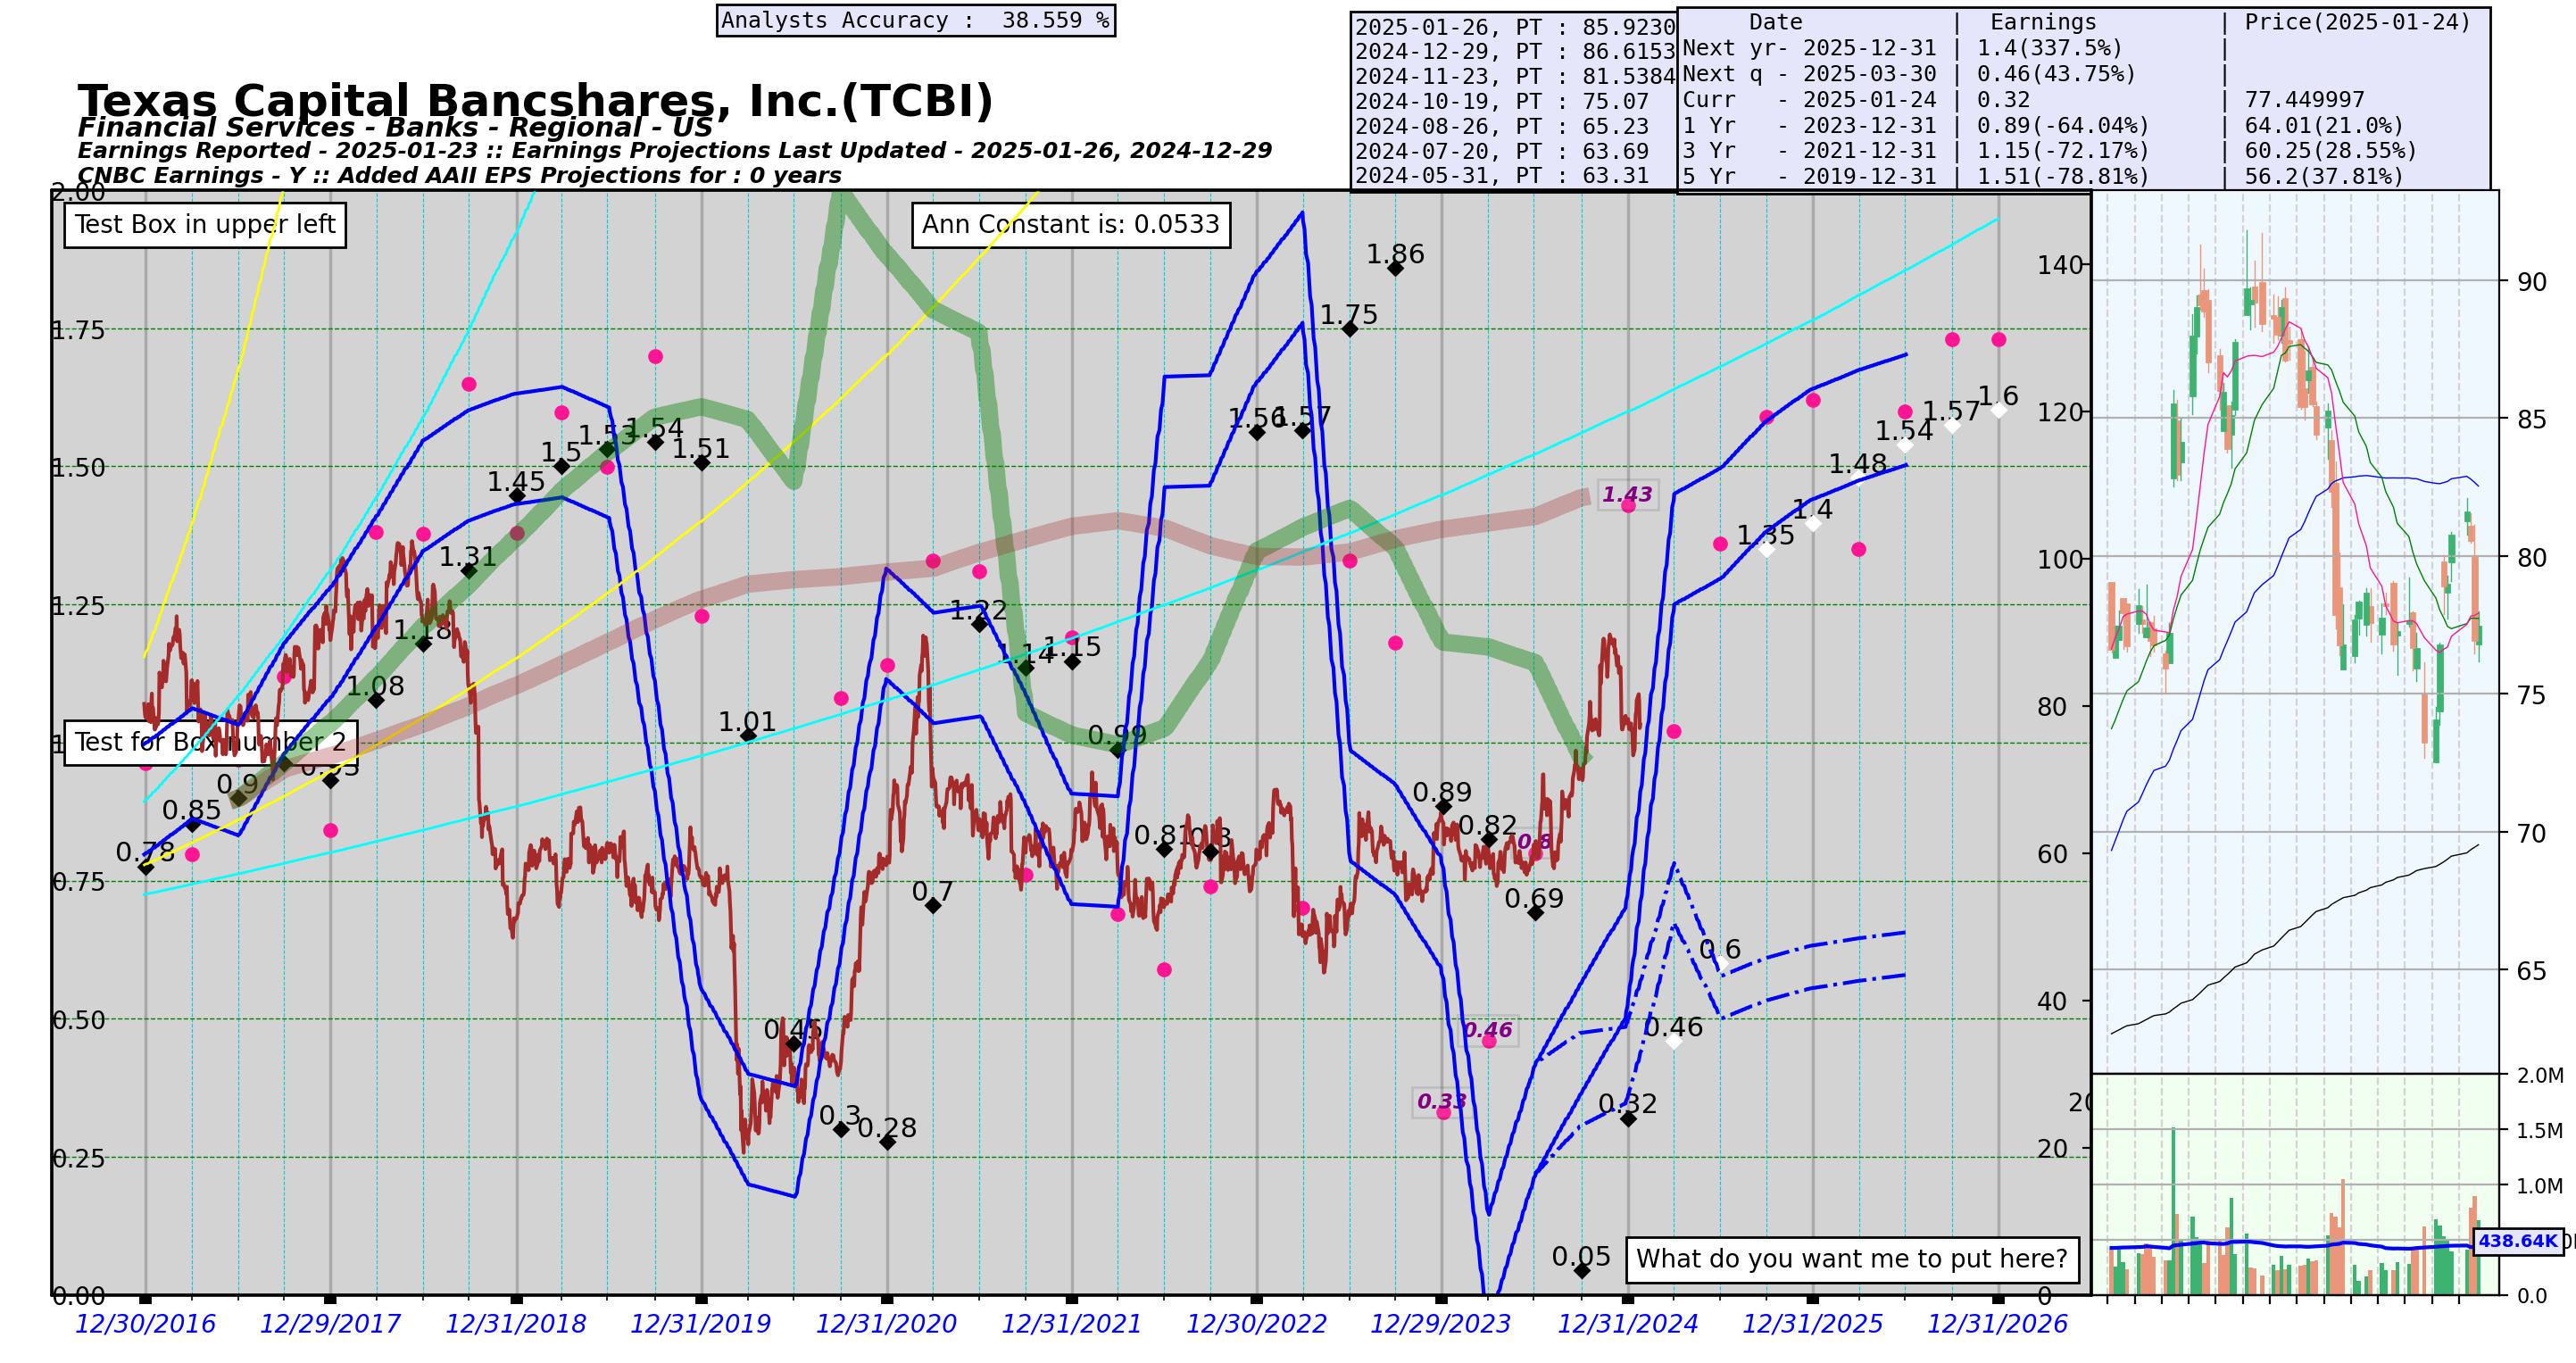 Analysts Accuracy :  38.559 %
2025-01-26, PT : 85.9230
2024-12-29, PT : 86.6153
2024-11-23, PT : 81.5384
2024-10-19, PT : 75.07
2024-08-26, PT : 65.23
2024-07-20, PT : 63.69
2024-05-31, PT : 63.31
Date | Earnings | Price(2025-01-24)
Next yr- 2025-12-31 | 1.4(337.5%) |
Next q - 2025-03-30 | 0.46(43.75%) |
Curr - 2025-01-24 | 0.32 | 77.449997
1 Yr - 2023-12-31 | 0.89(-64.04%) | 64.01(21.0%)
3 Yr - 2021-12-31 | 1.15(-72.17%) | 60.25(28.55%)
5 Yr - 2019-12-31 | 1.51(-78.81%) | 56.2(37.81%)
Texas Capital Bancshares, Inc.(TCBI)
Financial Services - Banks - Regional - US
Earnings Reported - 2025-01-23 :: Earnings Projections Last Updated - 2025-01-26, 2024-12-29
CNBC Earnings - Y :: Added AAII EPS Projections for : 0 years
2.00
1.75
1.50
1.25
0.75
0.50
0.25
0.00
Test Box in upper left
Ann Constant is: 0.0533
Test for Box number 2
What do you want me to put here?
0.78
0.85
0.9
1.08
1.18
1.31
1.45
1.5
1.53
1.54
1.51
1.01
0.45
0.3
0.28
0.7
1.22
1.14
1.15
0.99
0.81
0.8
1.56
1.57
1.75
1.86
0.89
0.82
0.69
0.05
0.32
0.33
0.46
0.8
1.43
0.46
0.6
1.35
1.4
1.48
1.54
1.57
1.6
140
120
100
80
60
40
20
0
90
85
80
75
70
65
2.0M
1.5M
1.0M
0.0
438.64K
12/30/2016
12/29/2017
12/31/2018
12/31/2019
12/31/2020
12/31/2021
12/30/2022
12/29/2023
12/31/2024
12/31/2025
12/31/2026